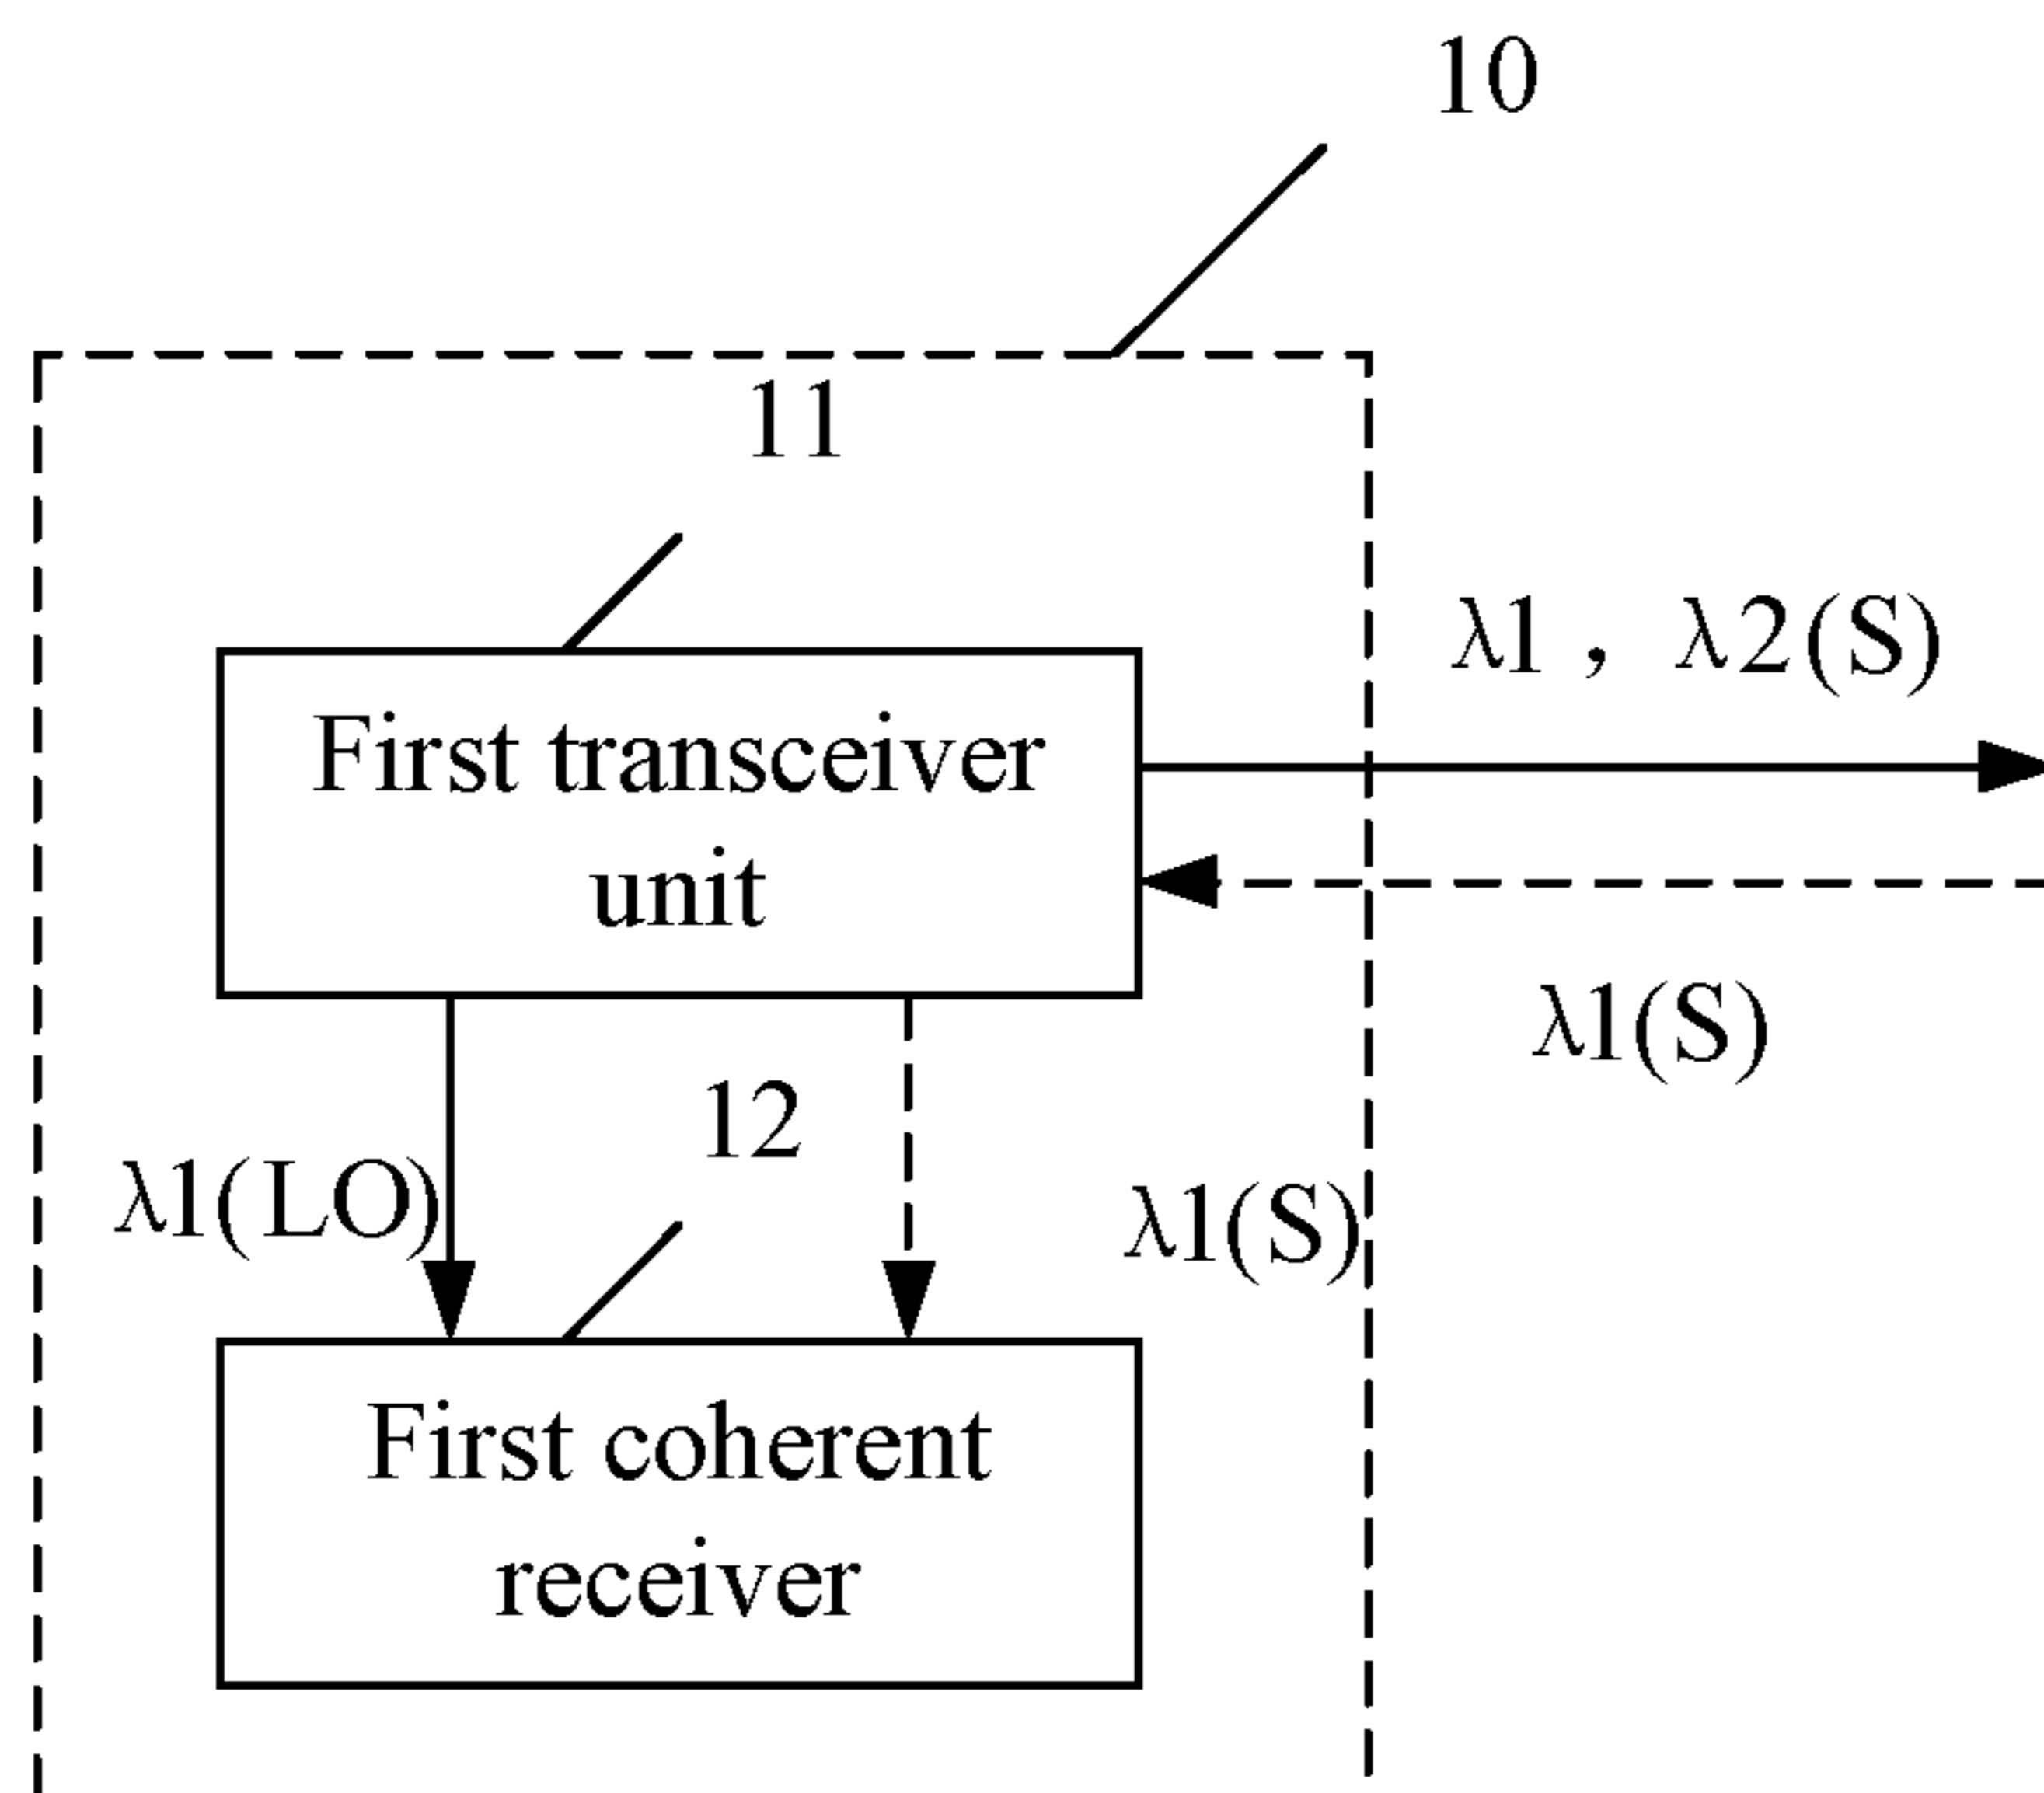 10
11
λ1 , λ2(S)
First transceiver
unit
λ1(S)
12
λ1(LO)
λ1(S)
First coherent
receiver